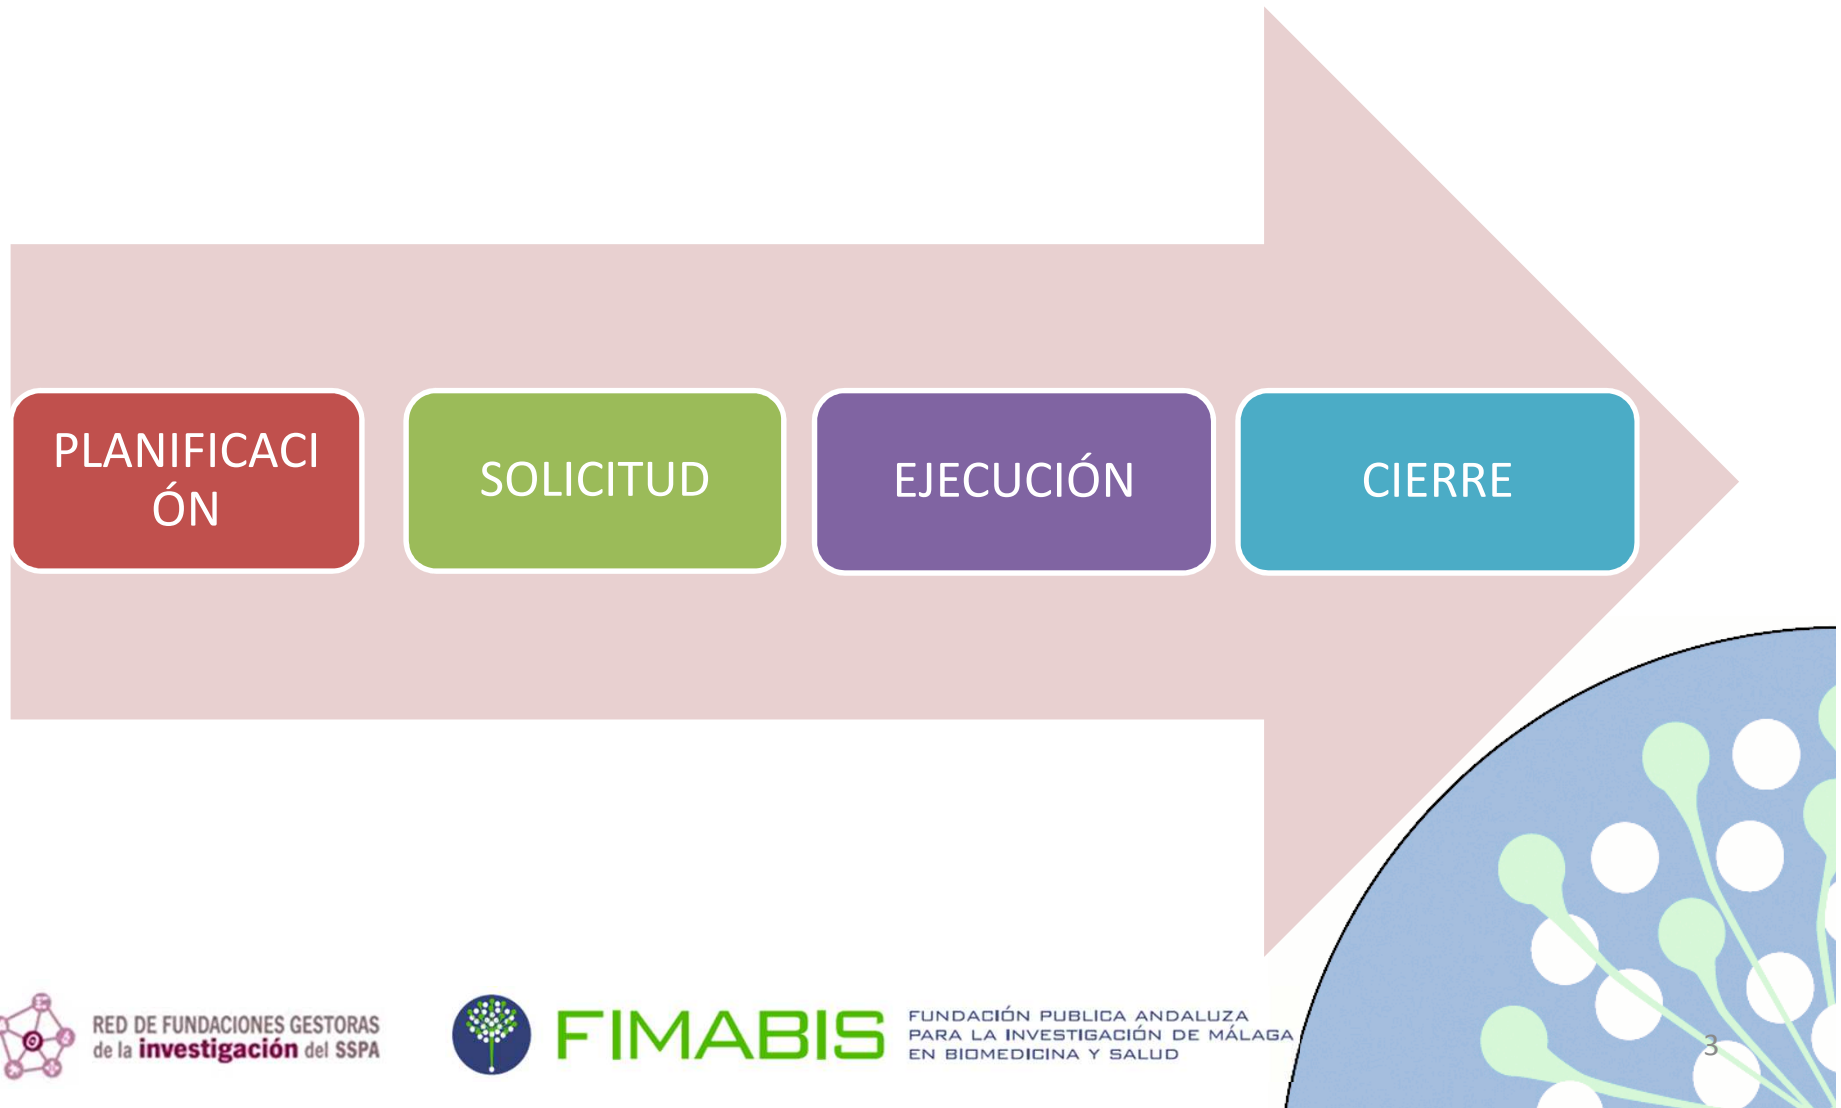 PLANIFICACI
ÓN
SOLICITUD
EJECUCIÓN
CIERRE
RED DE FUNDACIONES GESTORAS
de la investigación del SSPA
FIMABIS
FUNDACIÓN PUBLICA ANDALUZA
PARA LA INVESTIGACIÓN DE MÁLAGA
EN BIOMEDICINA Y SALUD
3